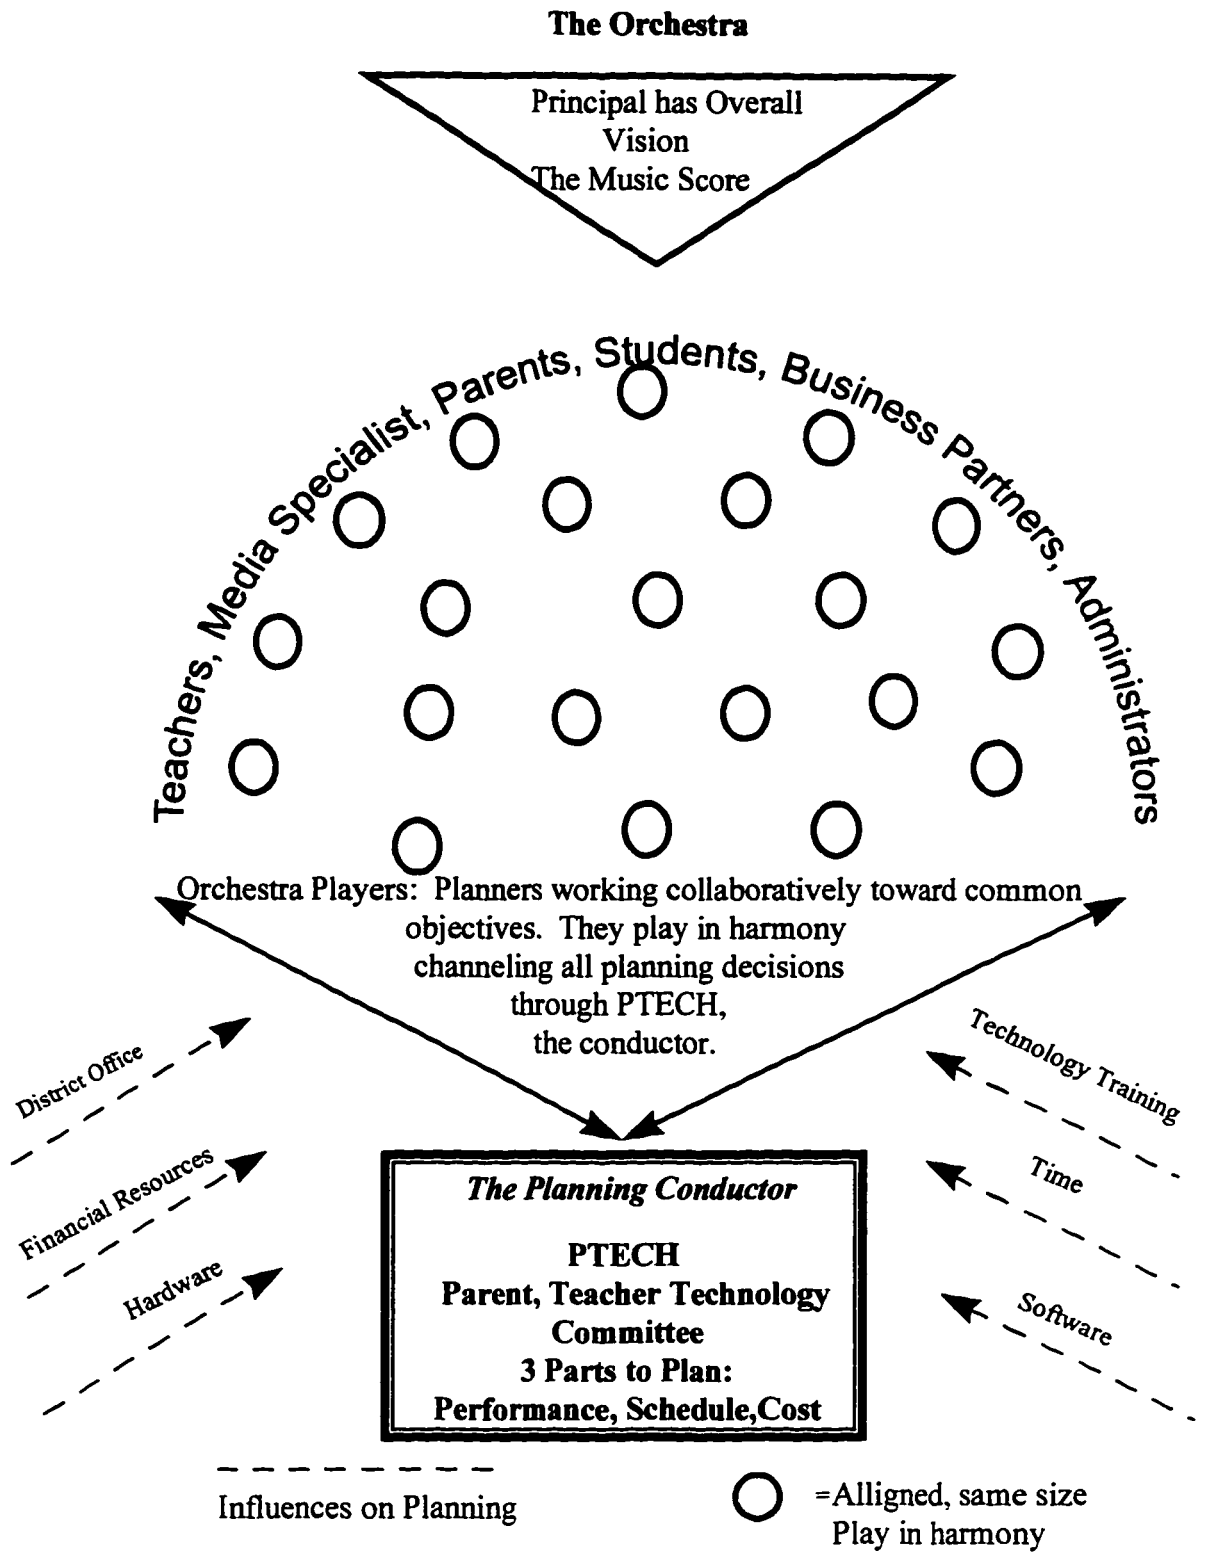 The Orchestra
Principal has Overall
Vision
The Music Score
Teachers, Media Specialist, Parents, Students, Business Partners, Administrators
Orchestra Players:  Planners working collaboratively toward common
objectives.  They play in harmony
channeling all planning decisions
through PTECH,
the conductor.
District Office
Financial Resources
Hardware
Technology Training
Time
Software
The Planning Conductor
PTECH
Parent, Teacher Technology
Committee
3 Parts to Plan:
Performance, Schedule,Cost
Influences on Planning
=Alligned, same size
Play in harmony